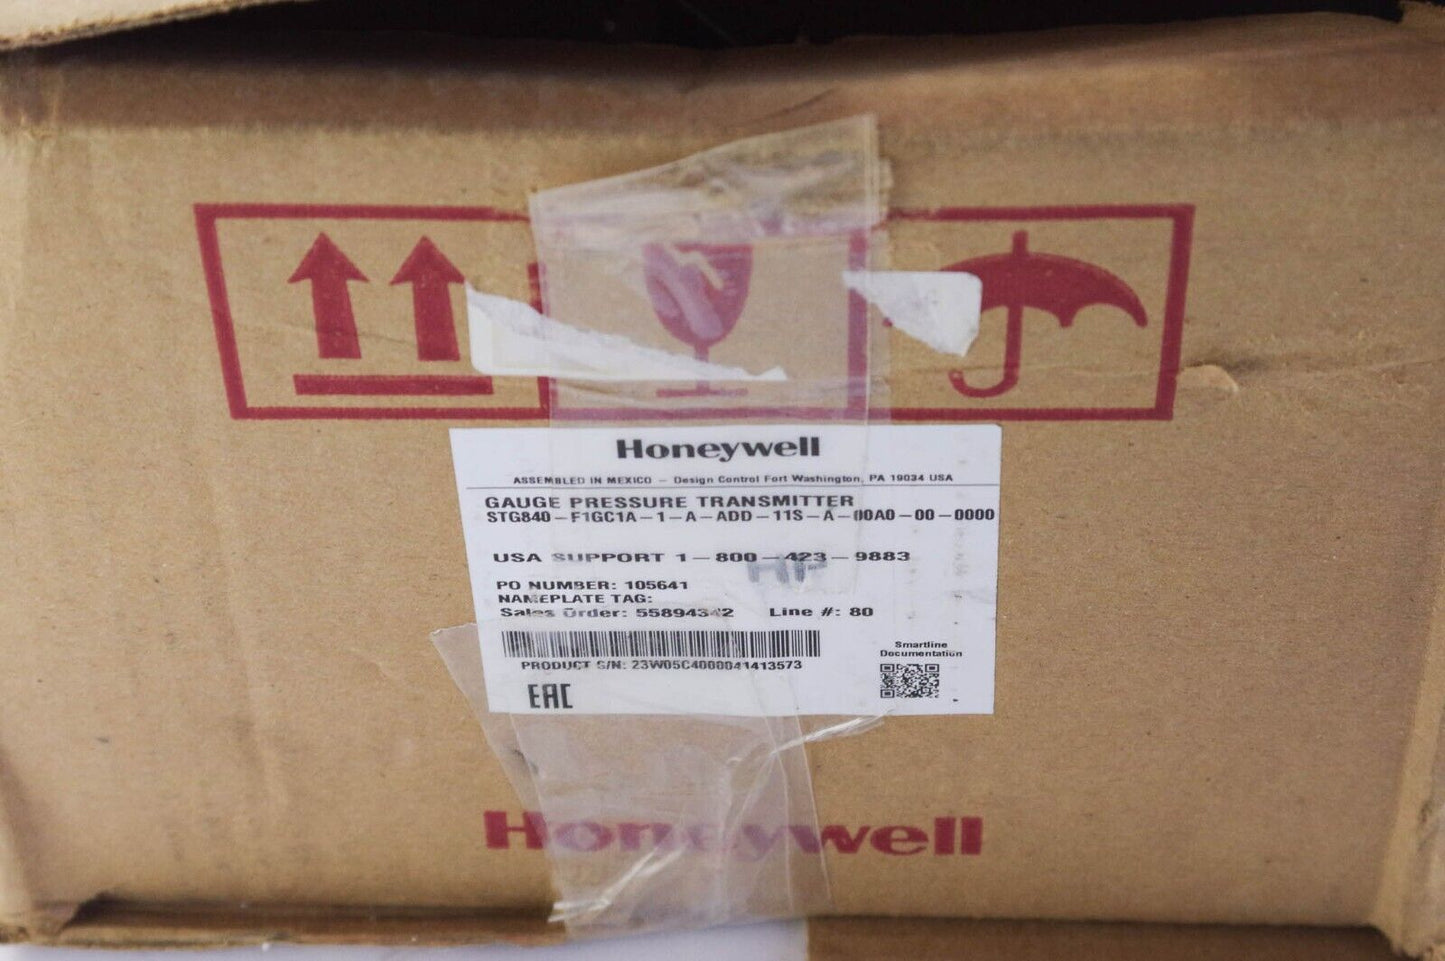 Honeywell
ASSEMBLED IN MEXICO - Design Control Fort Washington, PA 19034 USA
GAUGE PRESSURE TRANSMITTER
STG840-F1GC1A-1-A-ADD-11S-A-00A0-00-0000
USA SUPPORT 1-800-423-9883
HP
PO NUMBER: 105641
NAMEPLATE TAG:
Sales Order: 55894342 Line #: 80
Smartline
Documentation
PRODUCT S/N: 23W05C4000041413573
EAC
Honeywell